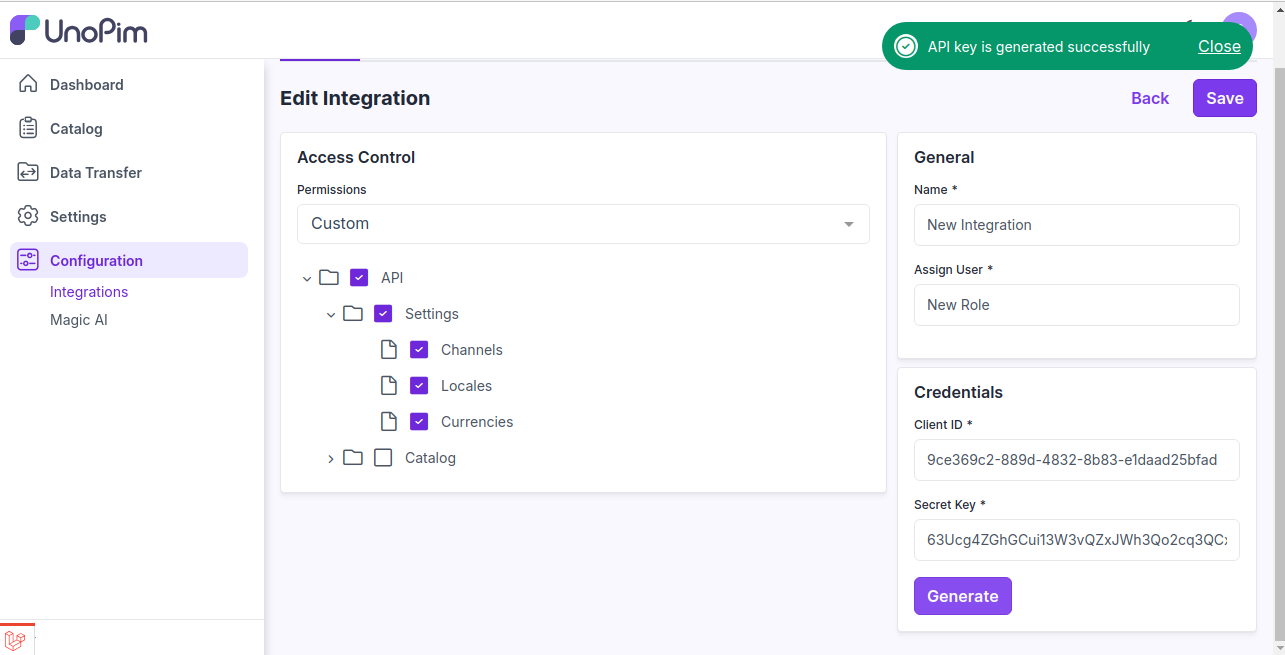 UnoPim
API key is generated successfully
Close
Dashboard
Catalog
Data Transfer
Settings
Configuration
Integrations
Magic AI
Edit Integration
Back
Save
Access Control
Permissions
Custom
API
Settings
Channels
Locales
Currencies
Catalog
General
Name *
New Integration
Assign User *
New Role
Credentials
Client ID *
9ce369c2-889d-4832-8b83-e1daad25bfad
Secret Key *
63Ucg4ZGhGCui13W3vQZxJWh3Qo2cq3QC
Generate